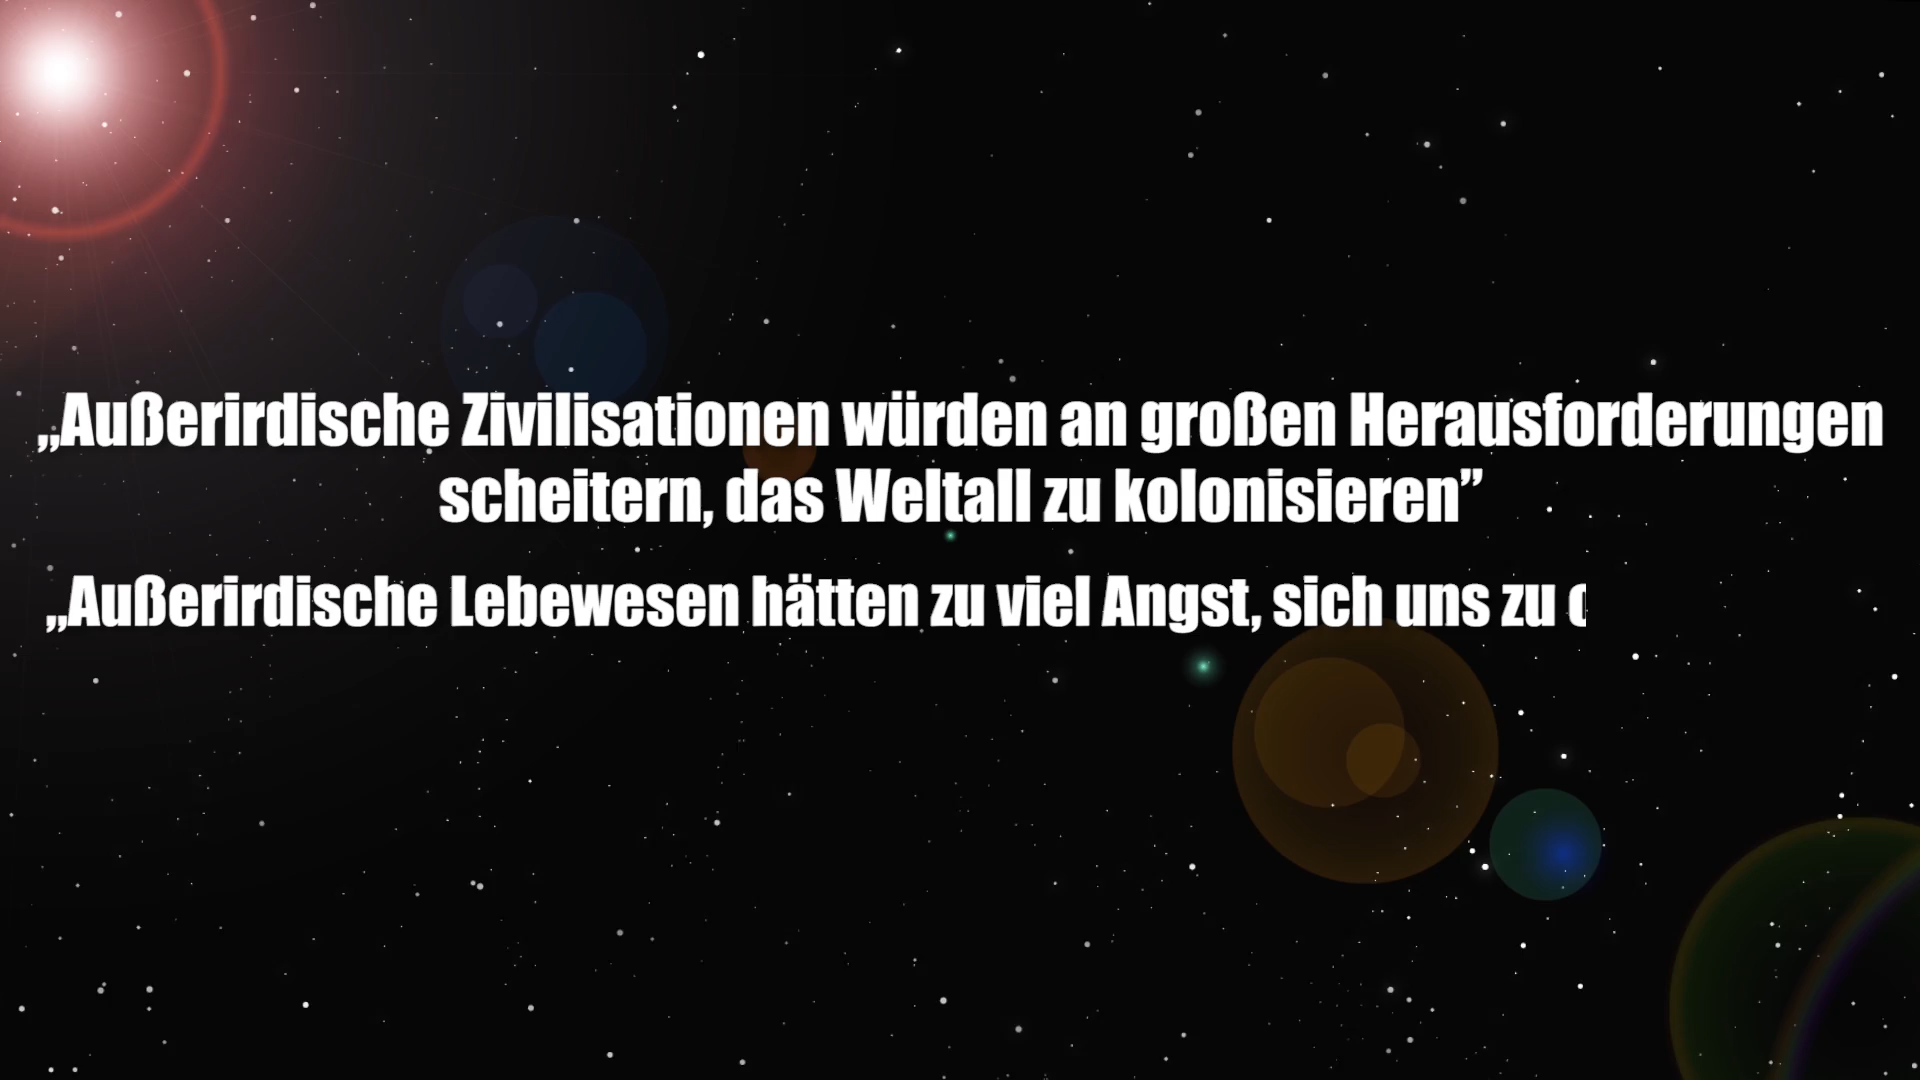 „Außerirdische Zivilisationen würden an großen Herausforderungen
scheitern, das Weltall zu kolonisieren”
„Außerirdische Lebewesen hätten zu viel Angst, sich uns zu